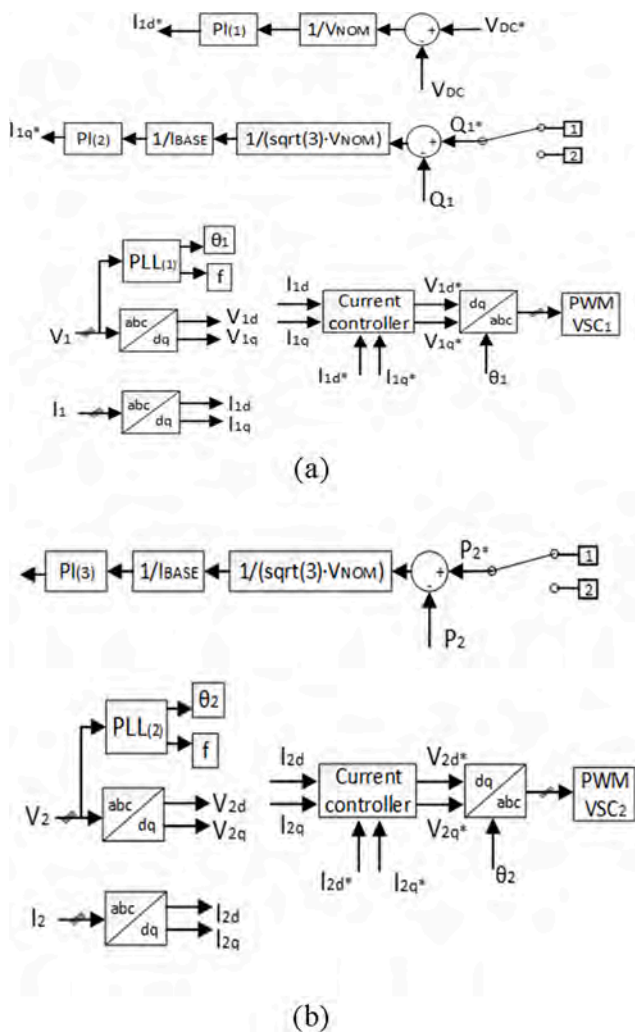 I1d* PI(1) 1/VNOM - + VDC*
VDC
I1q* PI(2) 1/IBASE 1/(sqrt(3)·VNOM) - + Q1* 1
2
Q1
θ1
PLL(1)
f
V1 abc dq V1d
V1q
I1 abc dq I1d
I1q
I1d Current controller V1d* dq abc PWM VSC1
I1q V1q*
I1d* I1q* θ1
(a)
PI(3) 1/IBASE 1/(sqrt(3)·VNOM) - + P2* 1
2
P2
θ2
PLL(2)
f
V2 abc dq V2d
V2q
I2 abc dq I2d
I2q
I2d Current controller V2d* dq abc PWM VSC2
I2q V2q*
I2d* I2q* θ2
(b)